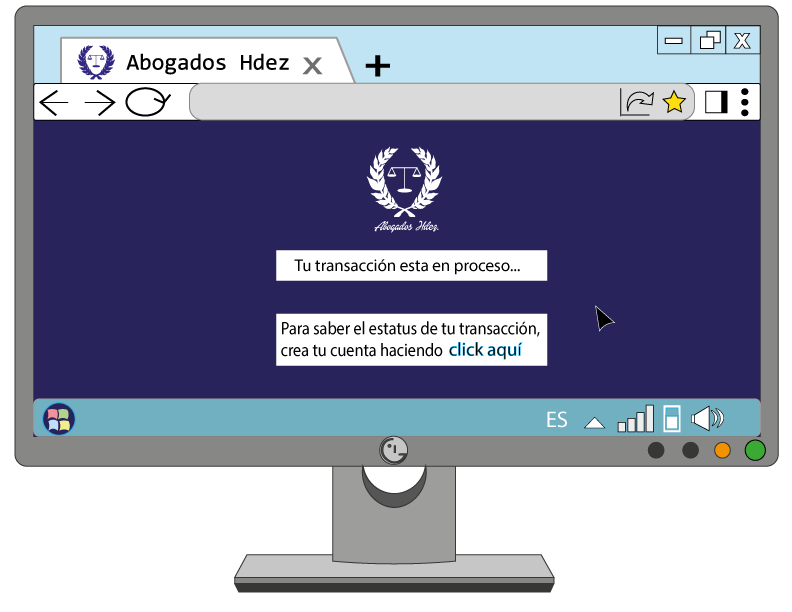 Abogados Hdez X
X
Abogados Hdez.
Tu transacción esta en proceso...
Para saber el estatus de tu transacción,
crea tu cuenta haciendo click aquí
ES